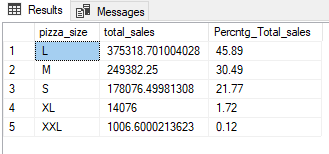 Results Messages
pizza_size total_sales Percntg_Total_sales
1 L 375318.701004028 45.89
2 M 249382.25 30.49
3 S 178076.49981308 21.77
4 XL 14076 1.72
5 XXL 1006.6000213623 0.12